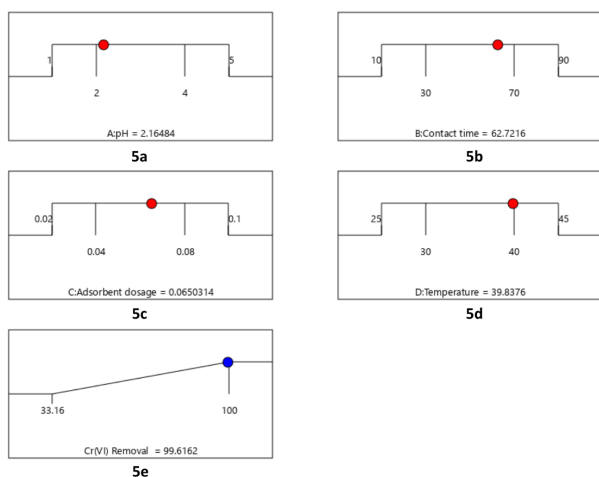 1
5
2
4
A:pH = 2.16484
5a
10
90
30
70
B:Contact time = 62.7216
5b
0.02
0.1
0.04
0.08
C:Adsorbent dosage = 0.0650314
5c
25
45
30
40
D:Temperature = 39.8376
5d
33.16
100
Cr(VI) Removal = 99.6162
5e